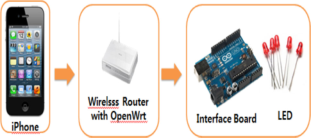 iPhone
Wirelsss Router
with OpenWrt
Interface Board
LED